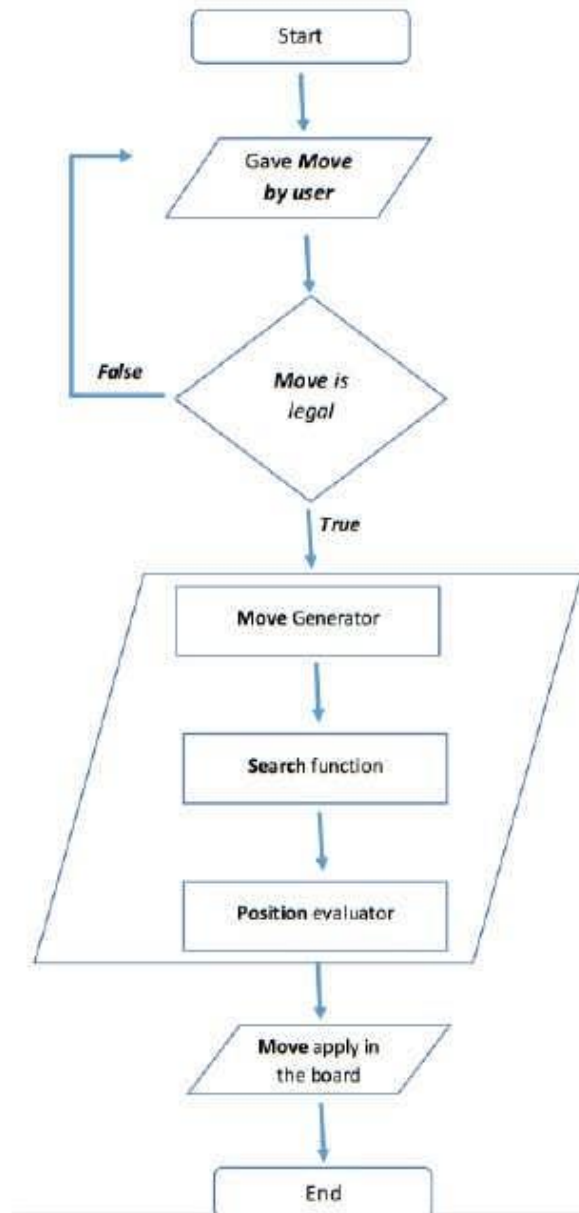 Start
Gave Move
by user
False
Move is
legal
True
Move Generator
Search function
Position evaluator
Move apply in
the board
End